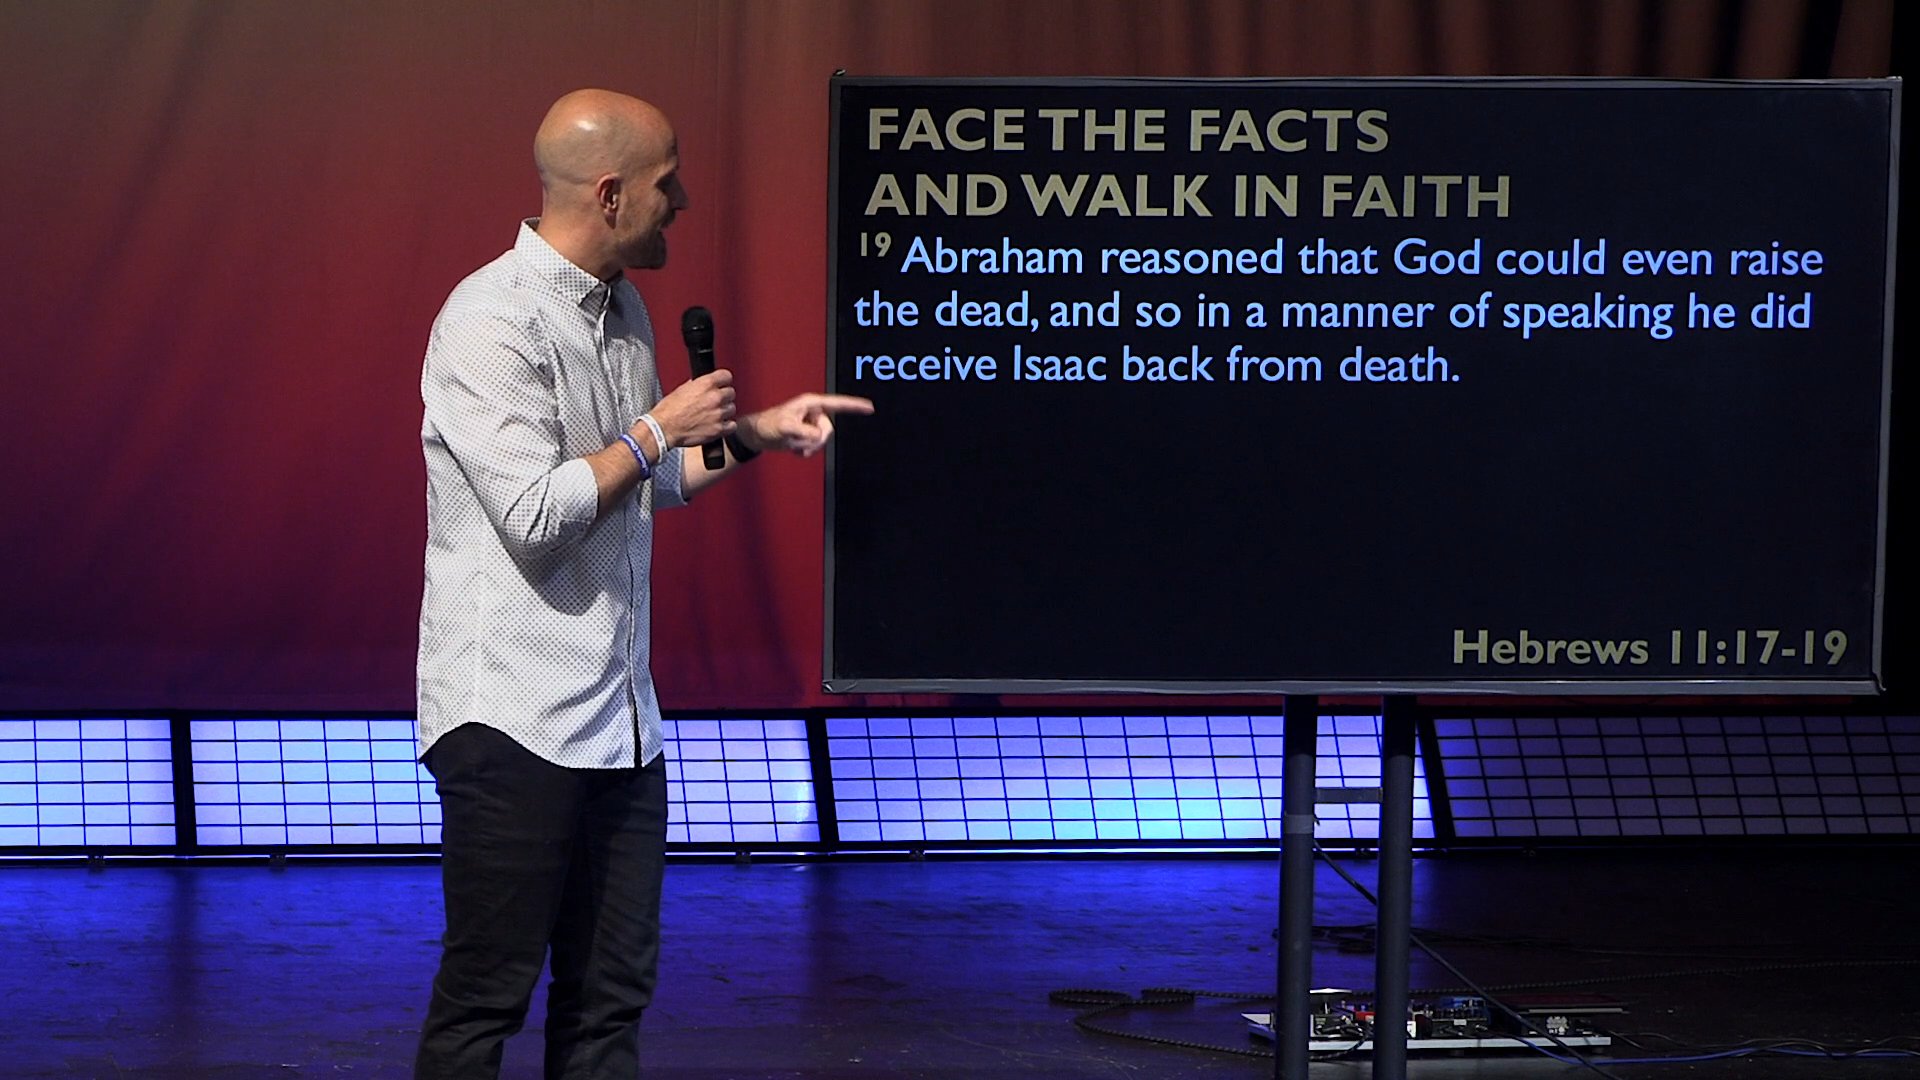 FACE THE FACTS
AND WALK IN FAITH
19 Abraham reasoned that God could even raise
the dead, and so in a manner of speaking he did
receive Isaac back from death.
Hebrews 11:17-19